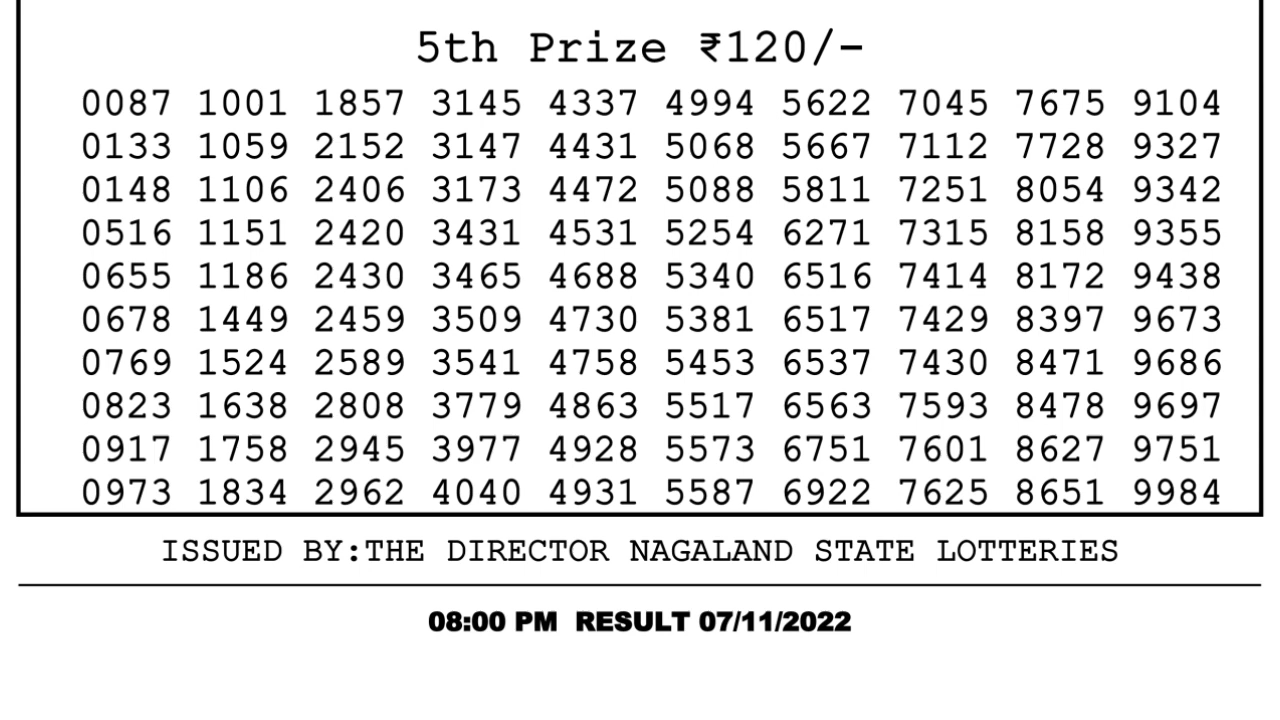 5th Prize ₹120/-
0087 1001 1857 3145 4337 4994 5622 7045 7675 9104
0133 1059 2152 3147 4431 5068 5667 7112 7728 9327
0148 1106 2406 3173 4472 5088 5811 7251 8054 9342
0516 1151 2420 3431 4531 5254 6271 7315 8158 9355
0655 1186 2430 3465 4688 5340 6516 7414 8172 9438
0678 1449 2459 3509 4730 5381 6517 7429 8397 9673
0769 1524 2589 3541 4758 5453 6537 7430 8471 9686
0823 1638 2808 3779 4863 5517 6563 7593 8478 9697
0917 1758 2945 3977 4928 5573 6751 7601 8627 9751
0973 1834 2962 4040 4931 5587 6922 7625 8651 9984
ISSUED BY:THE DIRECTOR NAGALAND STATE LOTTERIES
08:00 PM RESULT 07/11/2022